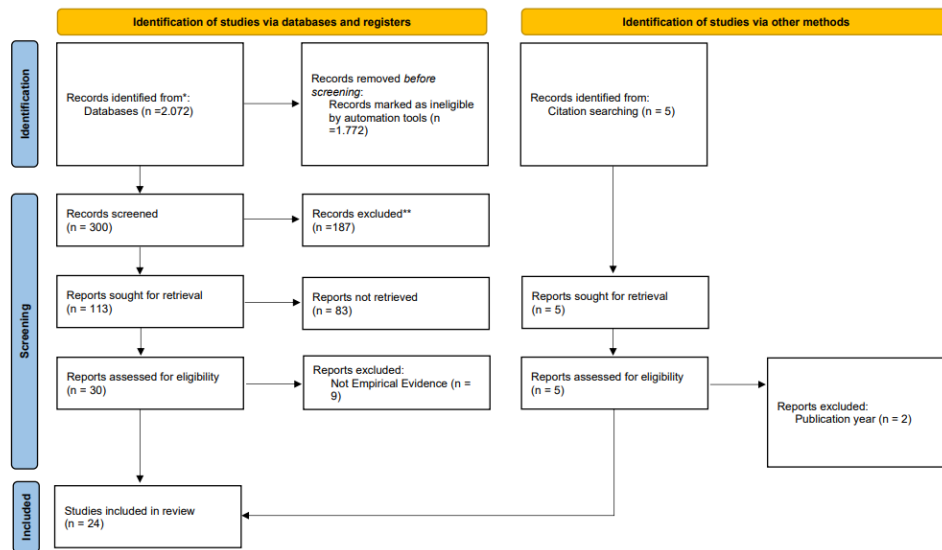 Identification of studies via databases and registers
Identification of studies via other methods
Identification
Records identified from*:
Databases (n =2.072)
Records removed before
screening:
Records marked as ineligible
by automation tools (n
=1.772)
Records identified from:
Citation searching (n = 5)
Screening
Records screened
(n = 300)
Records excluded**
(n =187)
Reports sought for retrieval
(n = 113)
Reports not retrieved
(n = 83)
Reports sought for retrieval
(n = 5)
Reports assessed for eligibility
(n = 30)
Reports excluded:
Not Empirical Evidence (n =
9)
Reports assessed for eligibility
(n = 5)
Reports excluded:
Publication year (n = 2)
Included
Studies included in review
(n = 24)